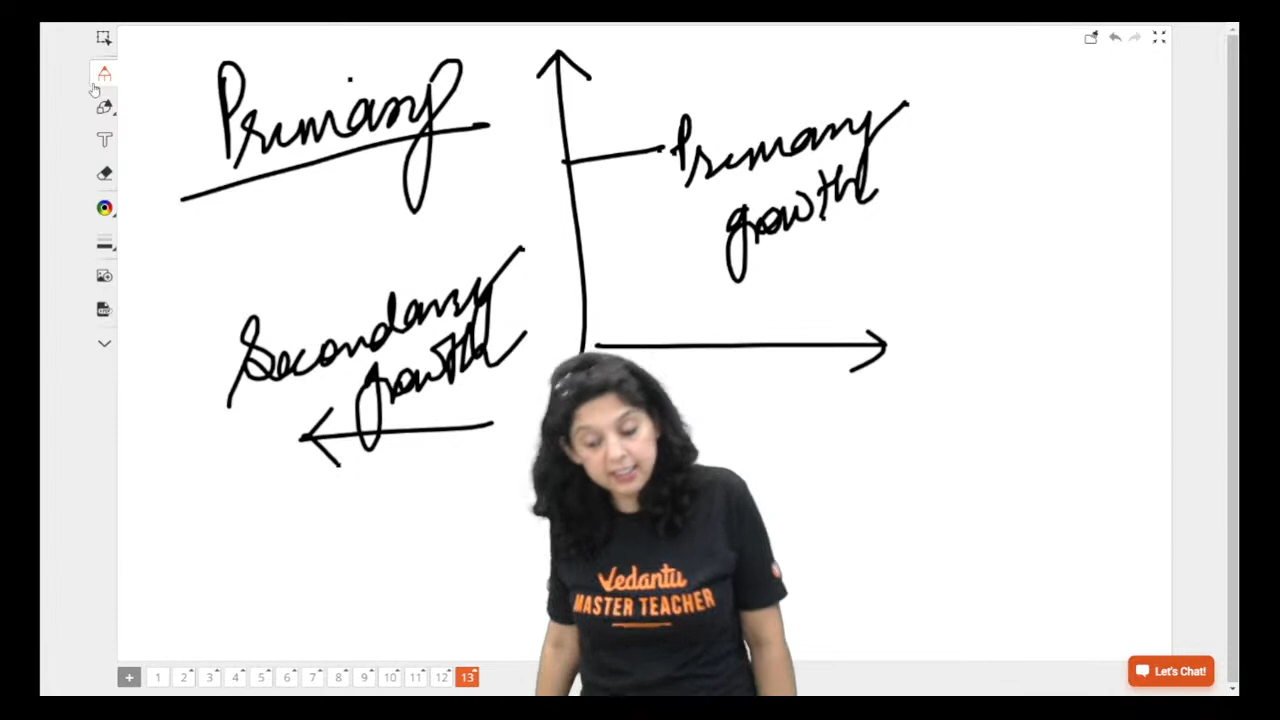 Primary
Primary
growth
Secondary
growth
Vedantu
MASTER TEACHER
1 2 3 4 5 6 7 8 9 10 11 12 13
Let's Chat!